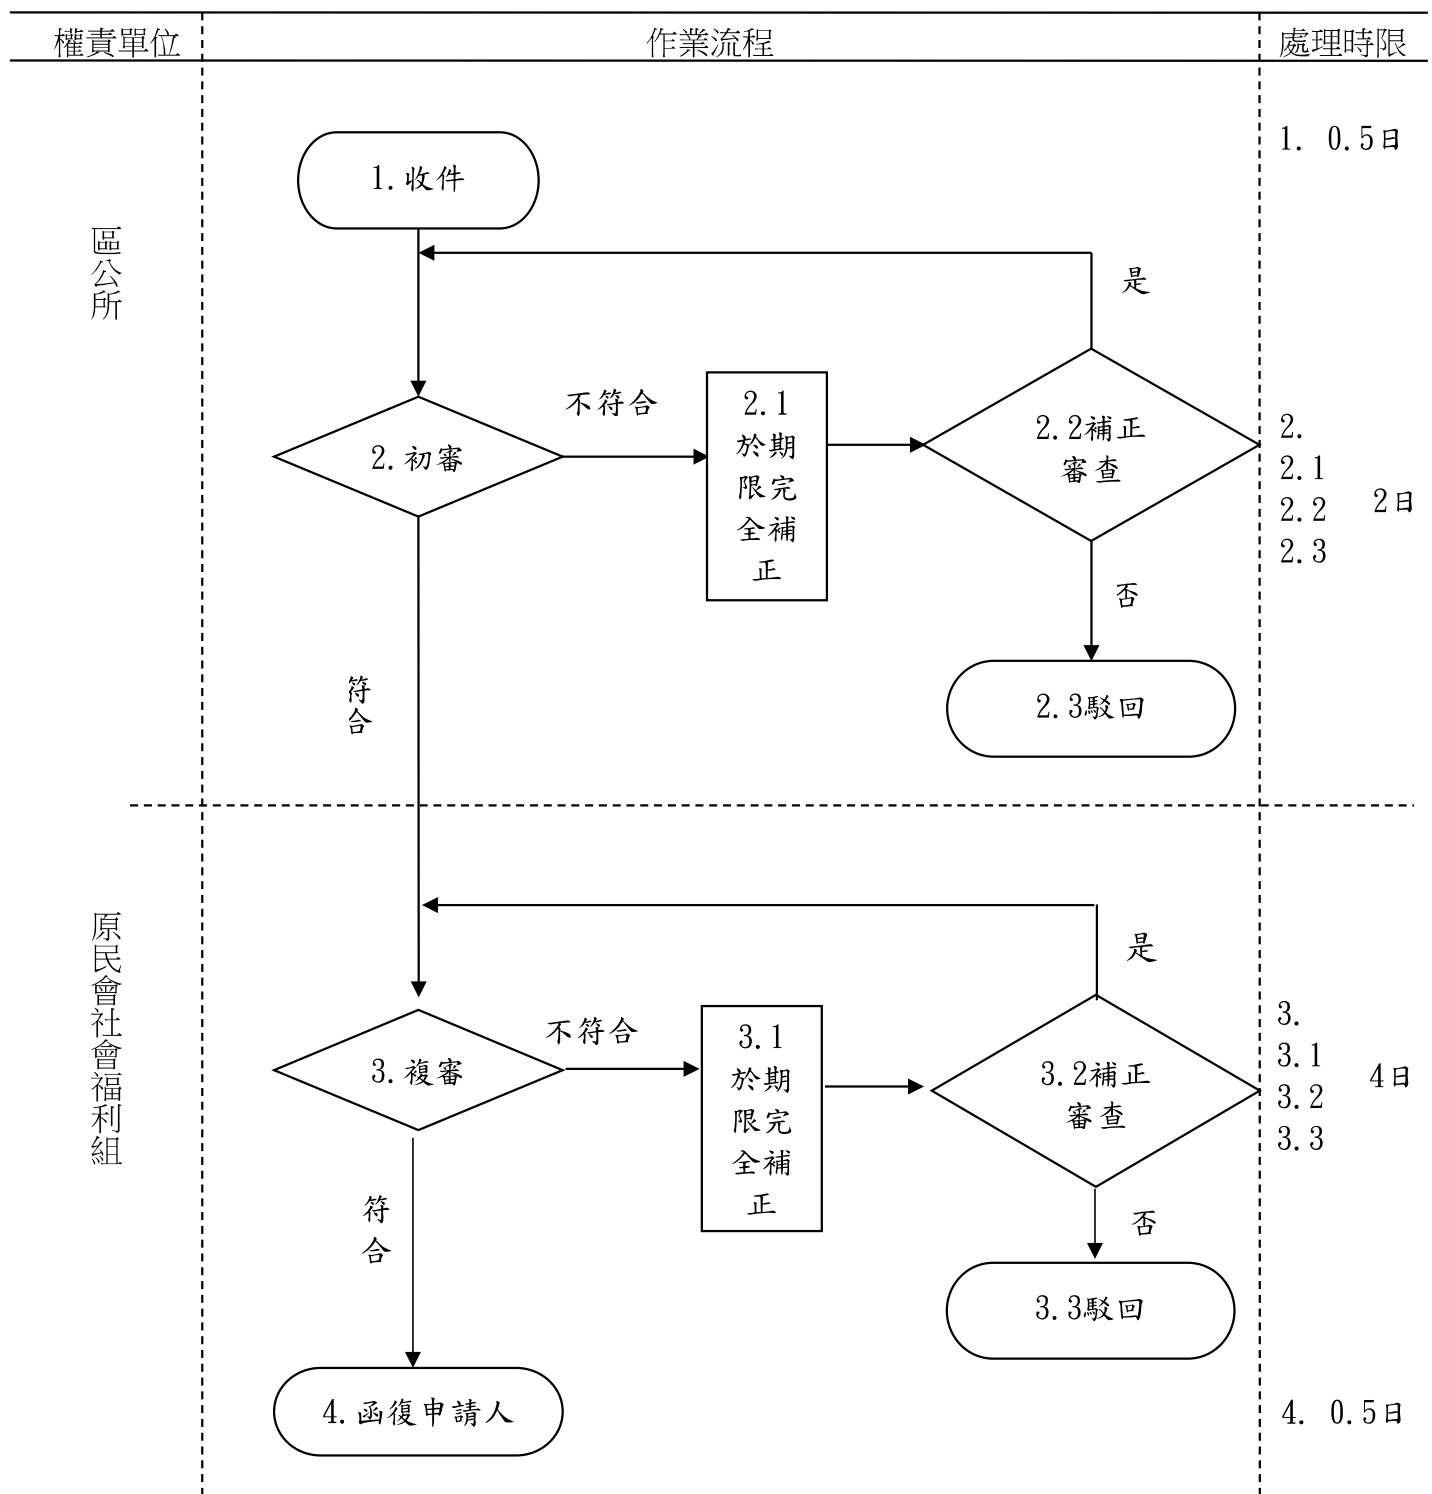 權責單位
作業流程
處理時限
區公所
1.收件
1. 0.5日
是
不符合
2.初審
2.1
於期
限完
全補
正
2.2補正
審查
2.
2.1
2.2
2.3
2日
否
符合
2.3駁回
原民會社會福利組
是
不符合
3.複審
3.1
於期
限完
全補
正
3.2補正
審查
3.
3.1
3.2
3.3
4日
符
合
否
3.3駁回
4.函復申請人
4. 0.5日